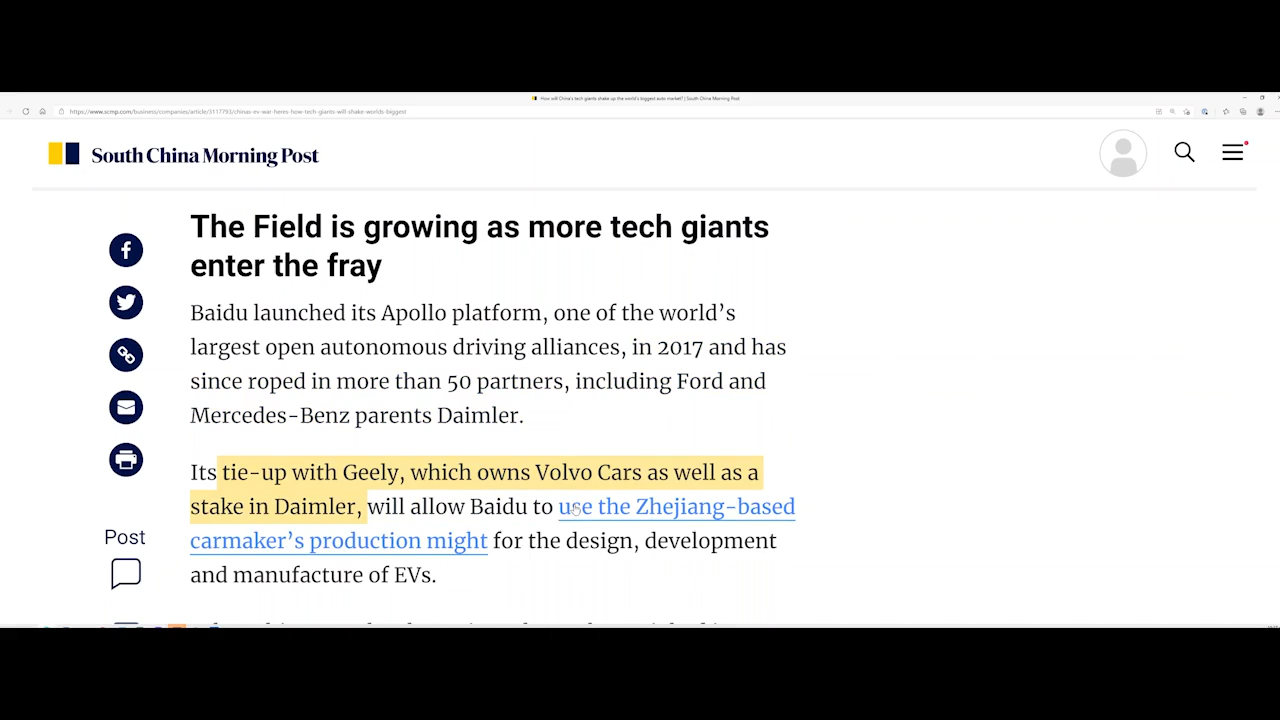 How will China's tech giants shake up the world's biggest auto market? | South China Morning Post
https://www.scmp.com/business/companies/article/3117793/chinas-ev-war-heres-how-tech-giants-will-shake-worlds-biggest
South China Morning Post
The Field is growing as more tech giants
enter the fray
Baidu launched its Apollo platform, one of the world’s
largest open autonomous driving alliances, in 2017 and has
since roped in more than 50 partners, including Ford and
Mercedes-Benz parents Daimler.
Its tie-up with Geely, which owns Volvo Cars as well as a
stake in Daimler, will allow Baidu to use the Zhejiang-based
carmaker’s production might for the design, development
and manufacture of EVs.
Post